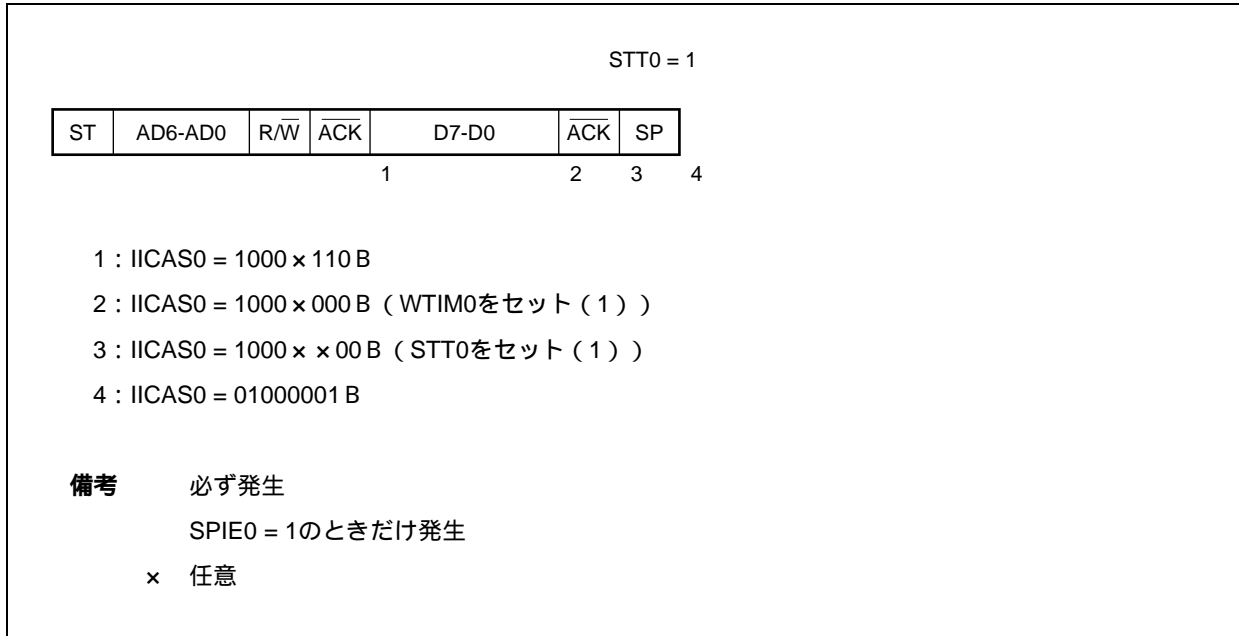 STT0 = 1
ST AD6-AD0 R/W̅ A̅C̅K̅ D7-D0 A̅C̅K̅ SP
1 2 3 4
1：IICAS0 = 1000×110 B
2：IICAS0 = 1000×000 B（WTIM0をセット（1））
3：IICAS0 = 1000××00 B（STT0をセット（1））
4：IICAS0 = 01000001 B
備考 必ず発生
SPIE0 = 1のときだけ発生
× 任意